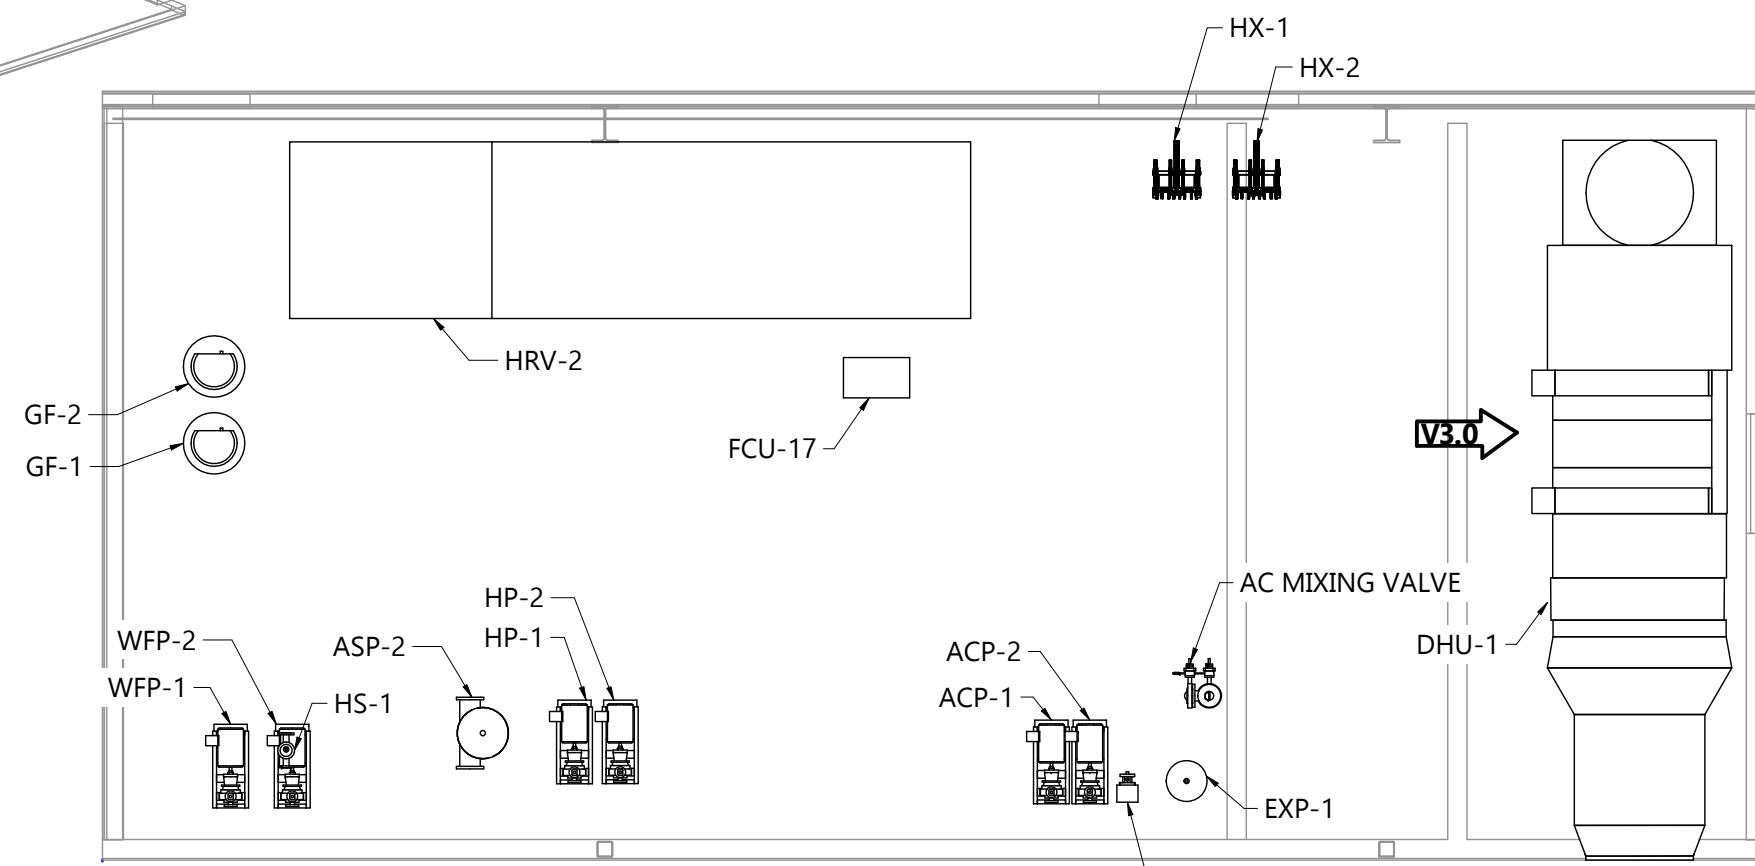 HX-1
HX-2
HRV-2
GF-2
GF-1
FCU-17
V3.0
AC MIXING VALVE
HP-2
HP-1
WFP-2
ASP-2
DHU-1
ACP-2
WFP-1
HS-1
ACP-1
EXP-1